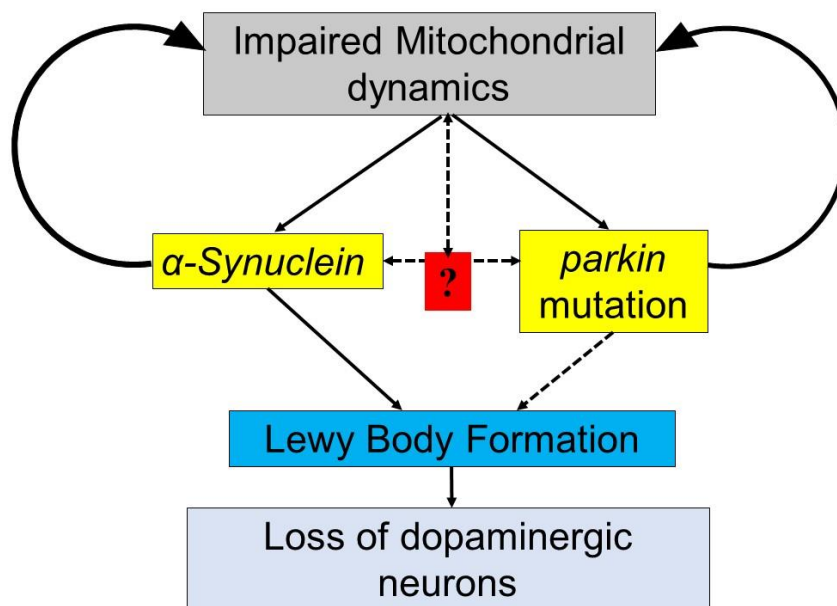 Impaired Mitochondrial
dynamics
α-Synuclein
?
parkin
mutation
Lewy Body Formation
Loss of dopaminergic
neurons